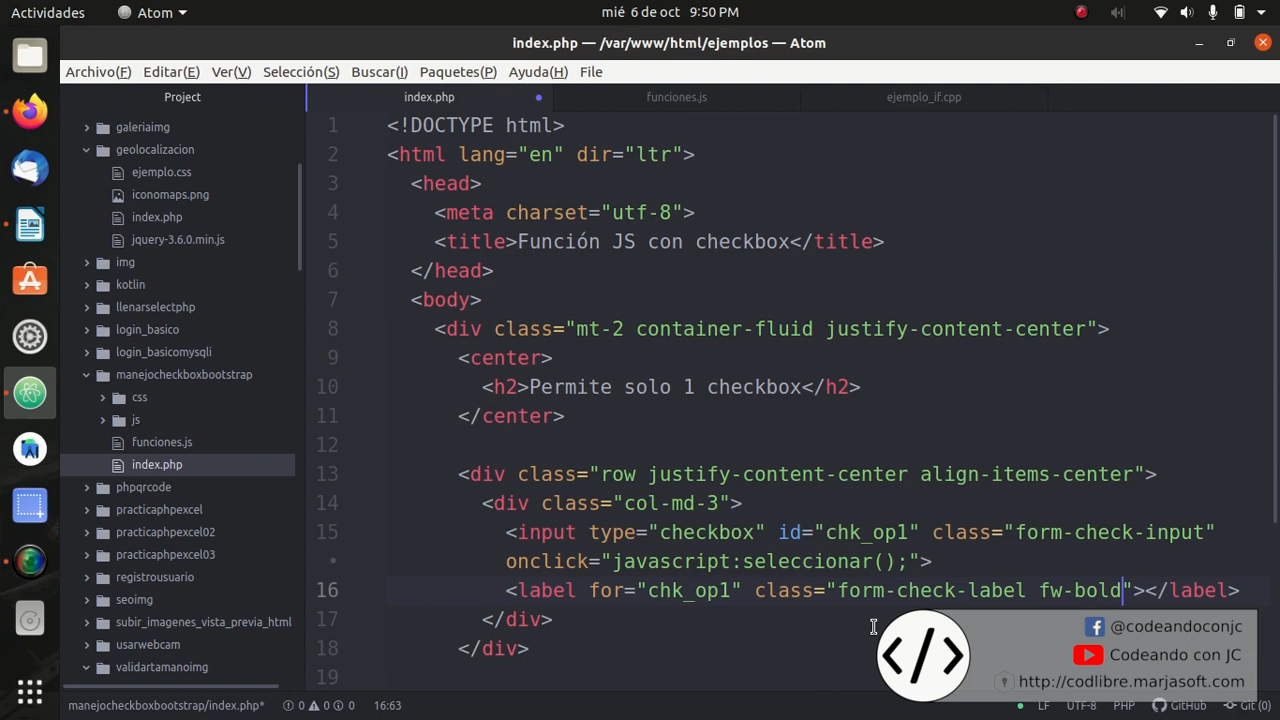 Actividades
Atom
mié 6 de oct 9:50 PM
index.php — /var/www/html/ejemplos — Atom
Archivo(F) Editar(E) Ver(V) Selección(S) Buscar(I) Paquetes(P) Ayuda(H) File
Project
galeriaimg
geolocalizacion
ejemplo.css
iconomaps.png
index.php
jquery-3.6.0.min.js
img
kotlin
llenarselectphp
login_basico
login_basicomysqli
manejocheckboxbootstrap
css
js
funciones.js
index.php
phpqrcode
practicaphpexcel
practicaphpexcel02
practicaphpexcel03
registrousuario
seoimg
subir_imagenes_vista_previa_html
usarwebcam
validartamanoimg
index.php
funciones.js
ejemplo_if.cpp
1 <!DOCTYPE html>
2 <html lang="en" dir="ltr">
3 <head>
4 <meta charset="utf-8">
5 <title>Función JS con checkbox</title>
6 </head>
7 <body>
8 <div class="mt-2 container-fluid justify-content-center">
9 <center>
10 <h2>Permite solo 1 checkbox</h2>
11 </center>
12
13 <div class="row justify-content-center align-items-center">
14 <div class="col-md-3">
15 <input type="checkbox" id="chk_op1" class="form-check-input"
• onclick="javascript:seleccionar();">
16 <label for="chk_op1" class="form-check-label fw-bold"></label>
17 </div>
18 </div>
19
@codeandoconjc
Codeando con JC
http://codlibre.marjasoft.com
</>
manejocheckboxbootstrap/index.php* 0 0 0 16:63
LF UTF-8 PHP GitHub Git (0)